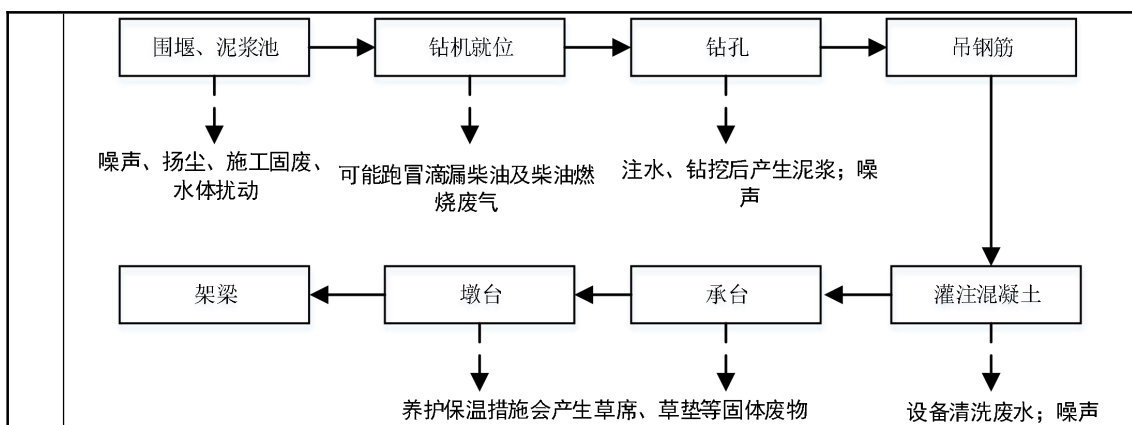 围堰、泥浆池
钻机就位
钻孔
吊钢筋
噪声、扬尘、施工固废、
水体扰动
可能跑冒滴漏柴油及柴油燃
烧废气
注水、钻挖后产生泥浆；噪
声
架梁
墩台
承台
灌注混凝土
养护保温措施会产生草席、草垫等固体废物
设备清洗废水；噪声